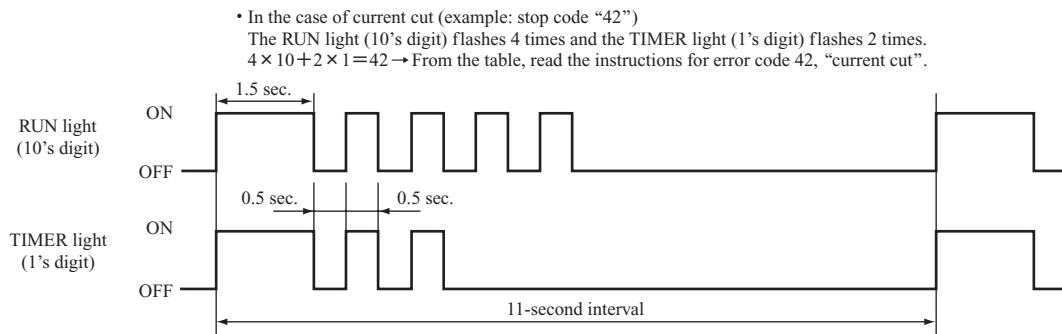 • In the case of current cut (example: stop code “42”)
The RUN light (10’s digit) flashes 4 times and the TIMER light (1’s digit) flashes 2 times.
4 × 10＋2 × 1＝42 → From the table, read the instructions for error code 42, “current cut”.
1.5 sec.
ON
RUN light
(10’s digit)
OFF
0.5 sec.
0.5 sec.
ON
TIMER light
(1’s digit)
OFF
11-second interval